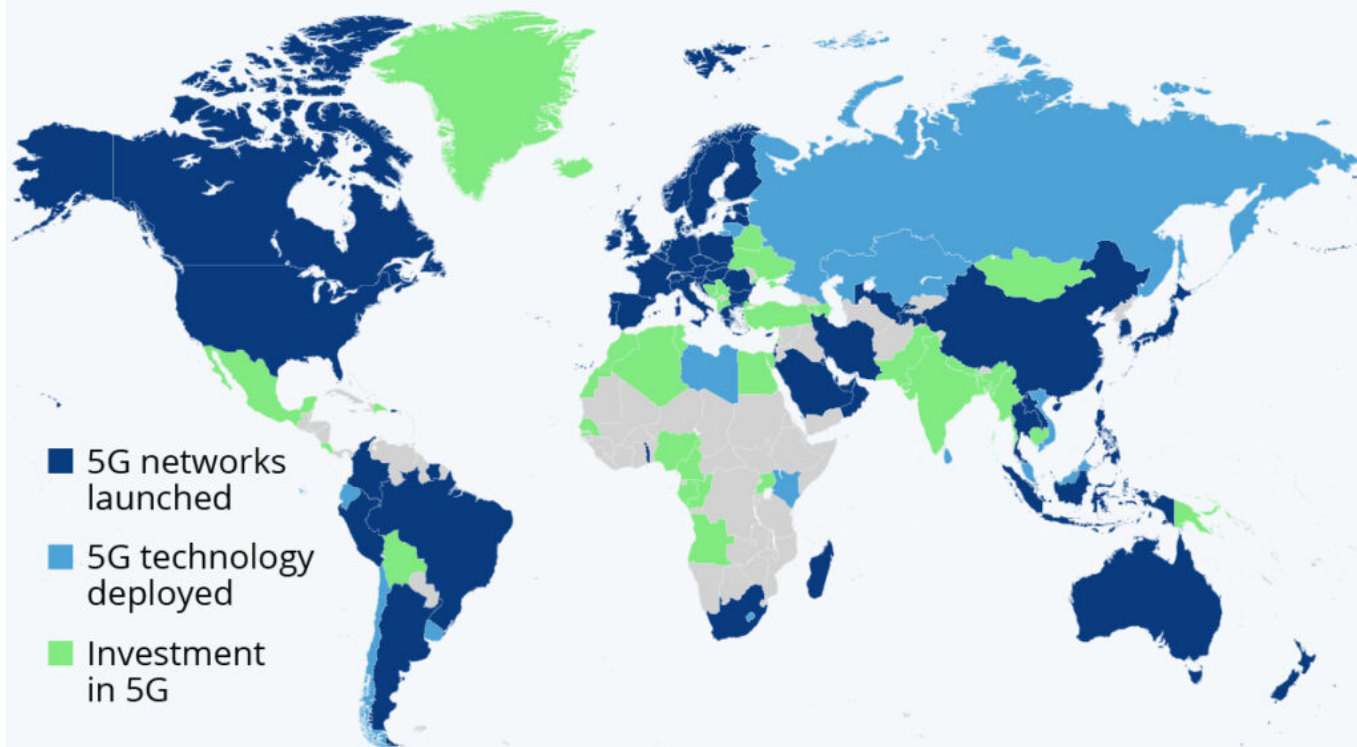 5G networks
launched
5G technology
deployed
Investment
in 5G